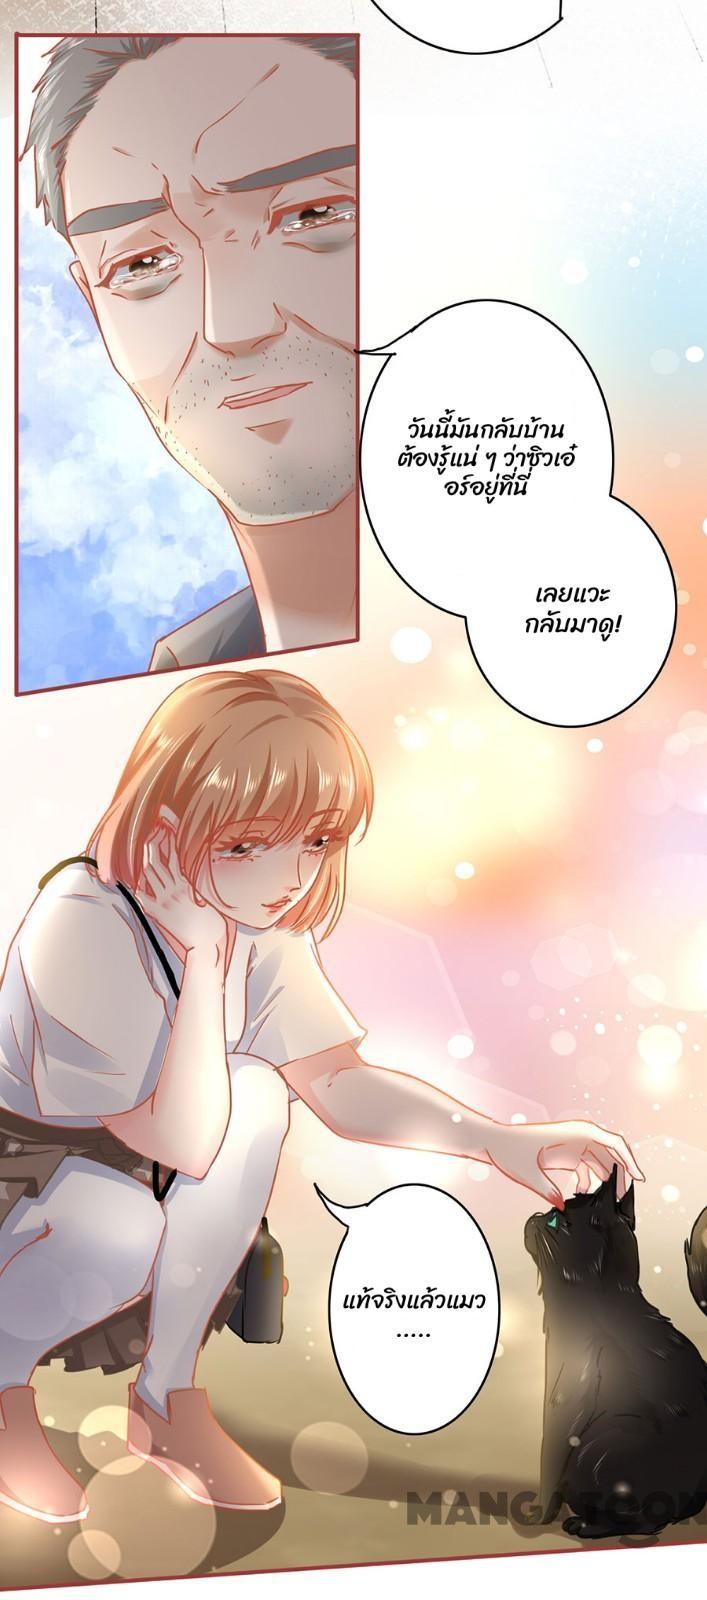 วันนี้มันกลับบ้าน
ต้องรู้แน่ ๆ ว่าซิวเอ๋
อร์อยู่ที่นี่
เลยแวะ
กลับมาดู!
แท้จริงแล้วแมว
.....
MANGATOON